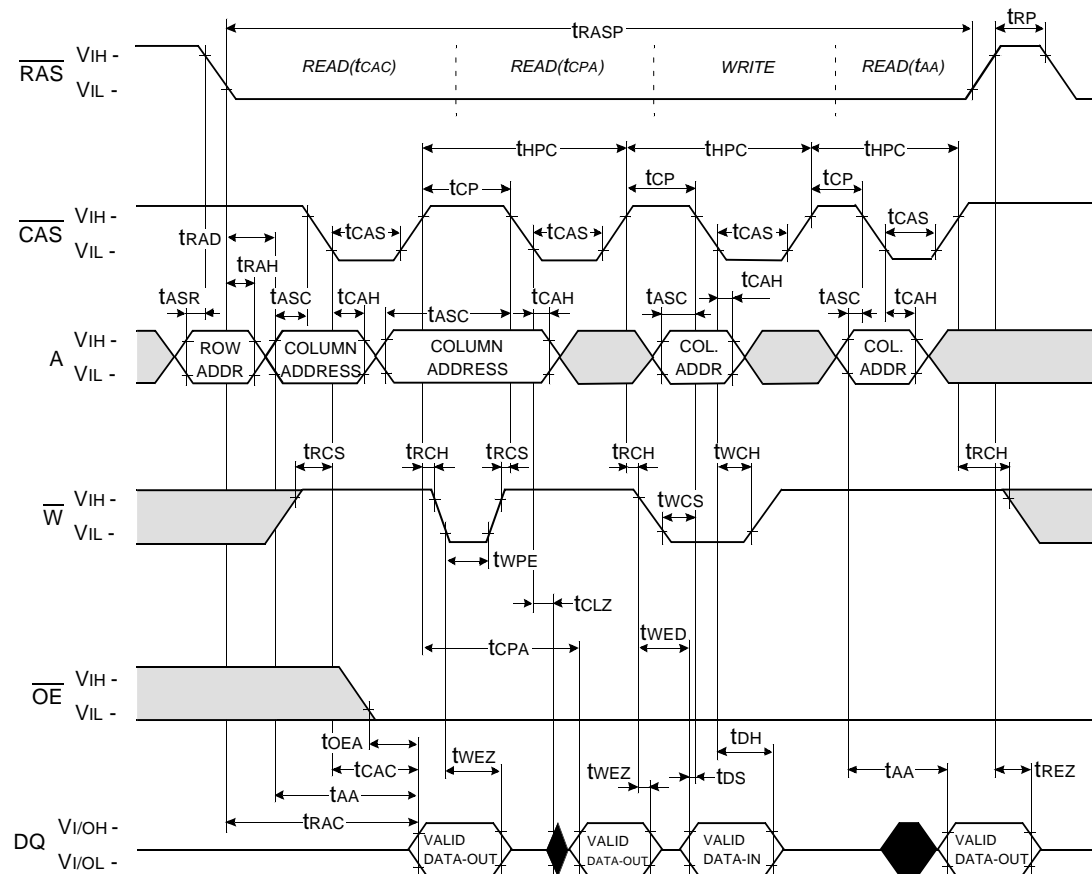 tRASP tRP
RAS VIH -
VIL -
READ(tCAC) READ(tCPA) WRITE READ(tAA)
tHPC tHPC tHPC
tCP tCP tCP
CAS VIH -
VIL -
tCAS tCAS tCAS tCAS
tRAD
tRAH
tASR tASC tCAH tASC tCAH tASC tCAH tASC tCAH
A VIH -
VIL -
ROW ADDR
COLUMN ADDRESS
COLUMN ADDRESS
COL. ADDR
COL. ADDR
tRCS tRCH tRCS tRCH tWCH tRCH
W VIH -
VIL -
tWCS
tWPE
tCLZ
tCPA tWED
OE VIH -
VIL -
tOEA tWEZ tWEZ tDH
tDS
tCAC tAA tREZ
tAA
tRAC
DQ VI/OH -
VI/OL -
VALID DATA-OUT
VALID DATA-OUT
VALID DATA-IN
VALID DATA-OUT